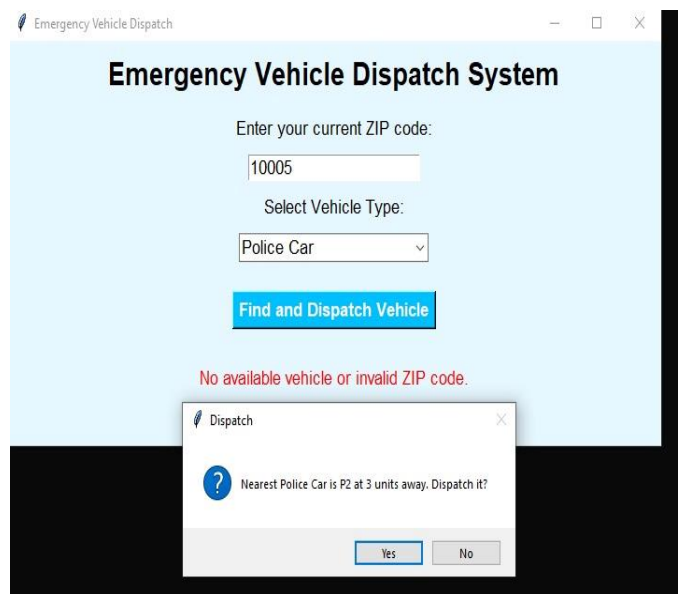 Emergency Vehicle Dispatch
Emergency Vehicle Dispatch System
Enter your current ZIP code:
10005
Select Vehicle Type:
Police Car
Find and Dispatch Vehicle
No available vehicle or invalid ZIP code.
Dispatch
Nearest Police Car is P2 at 3 units away. Dispatch it?
Yes No